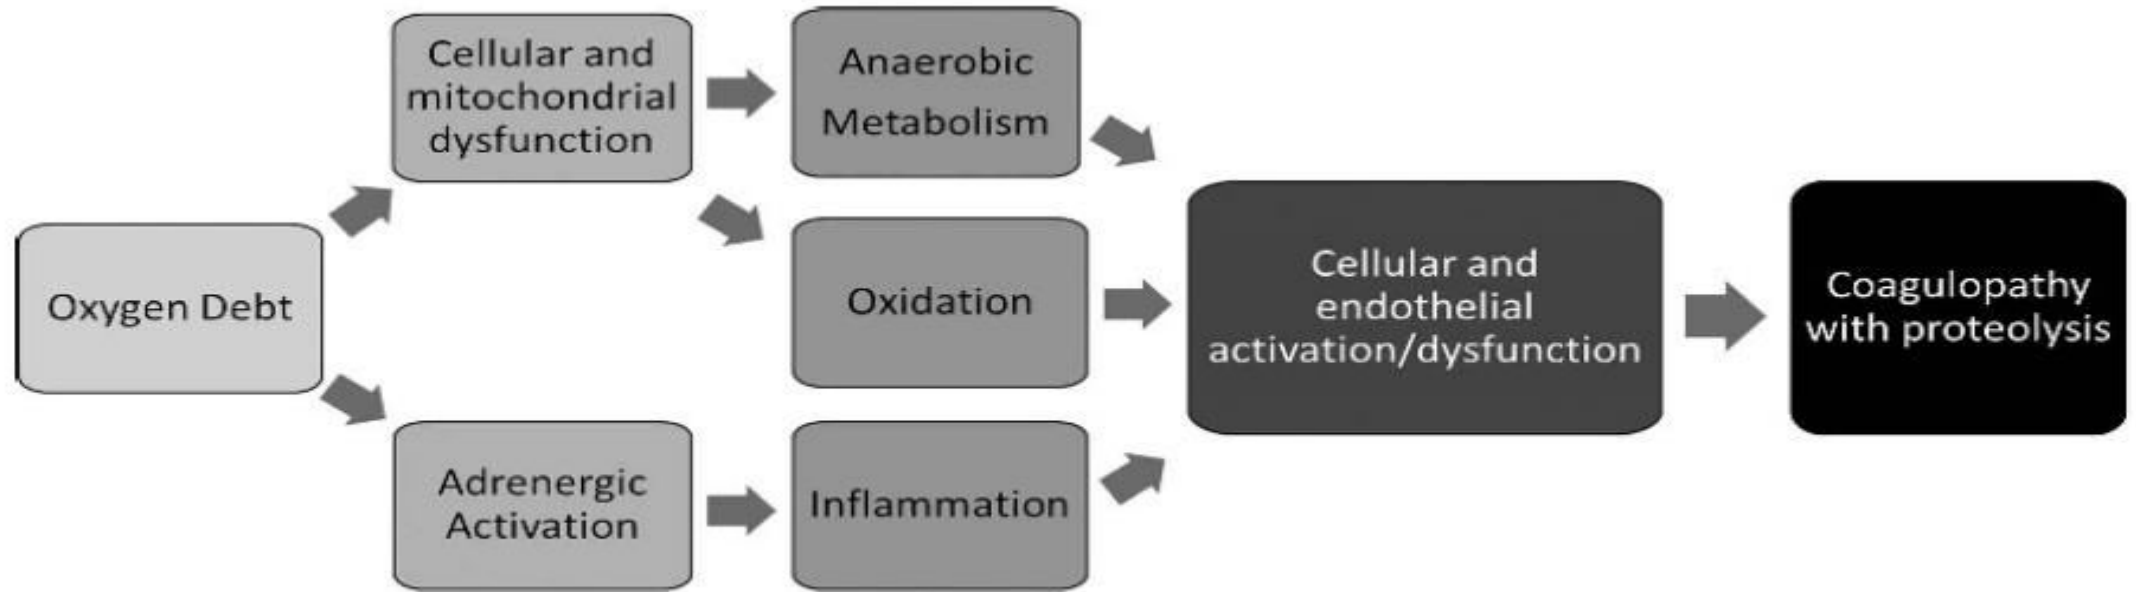 Cellular and
mitochondrial
dysfunction
Anaerobic
Metabolism
Oxygen Debt
Oxidation
Cellular and
endothelial
activation/dysfunction
Coagulopathy
with proteolysis
Adrenergic
Activation
Inflammation